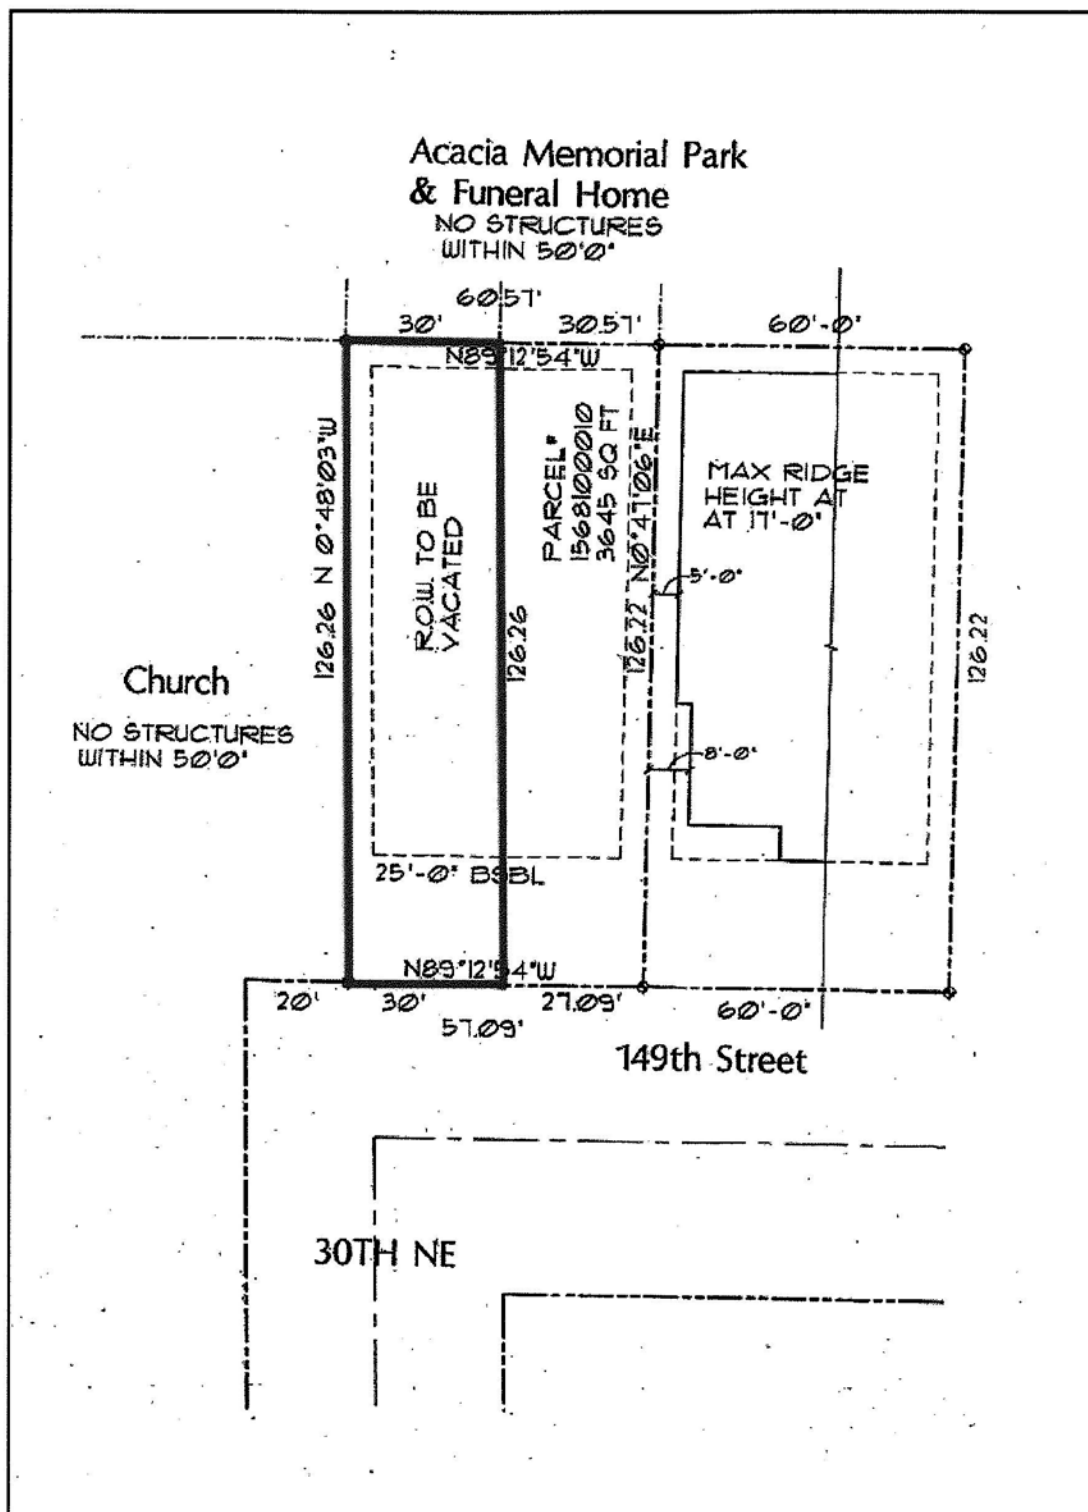 Acacia Memorial Park
& Funeral Home
NO STRUCTURES
WITHIN 50'0"
60.57'
30'
30.57'
60'-0"
N89°12'54"W
126.26 N 0°48'03"W
R.O.W. TO BE
VACATED
126.26
PARCEL#
1568100010
3645 SQ FT
126.22 N0°47'06"E
MAX RIDGE
HEIGHT AT
AT 17'-0"
5'-0"
126.22
Church
NO STRUCTURES
WITHIN 50'0"
8'-0"
25'-0" BSBL
N89°12'54"W
20'
30'
27.09'
60'-0"
57.09'
149th Street
30TH NE